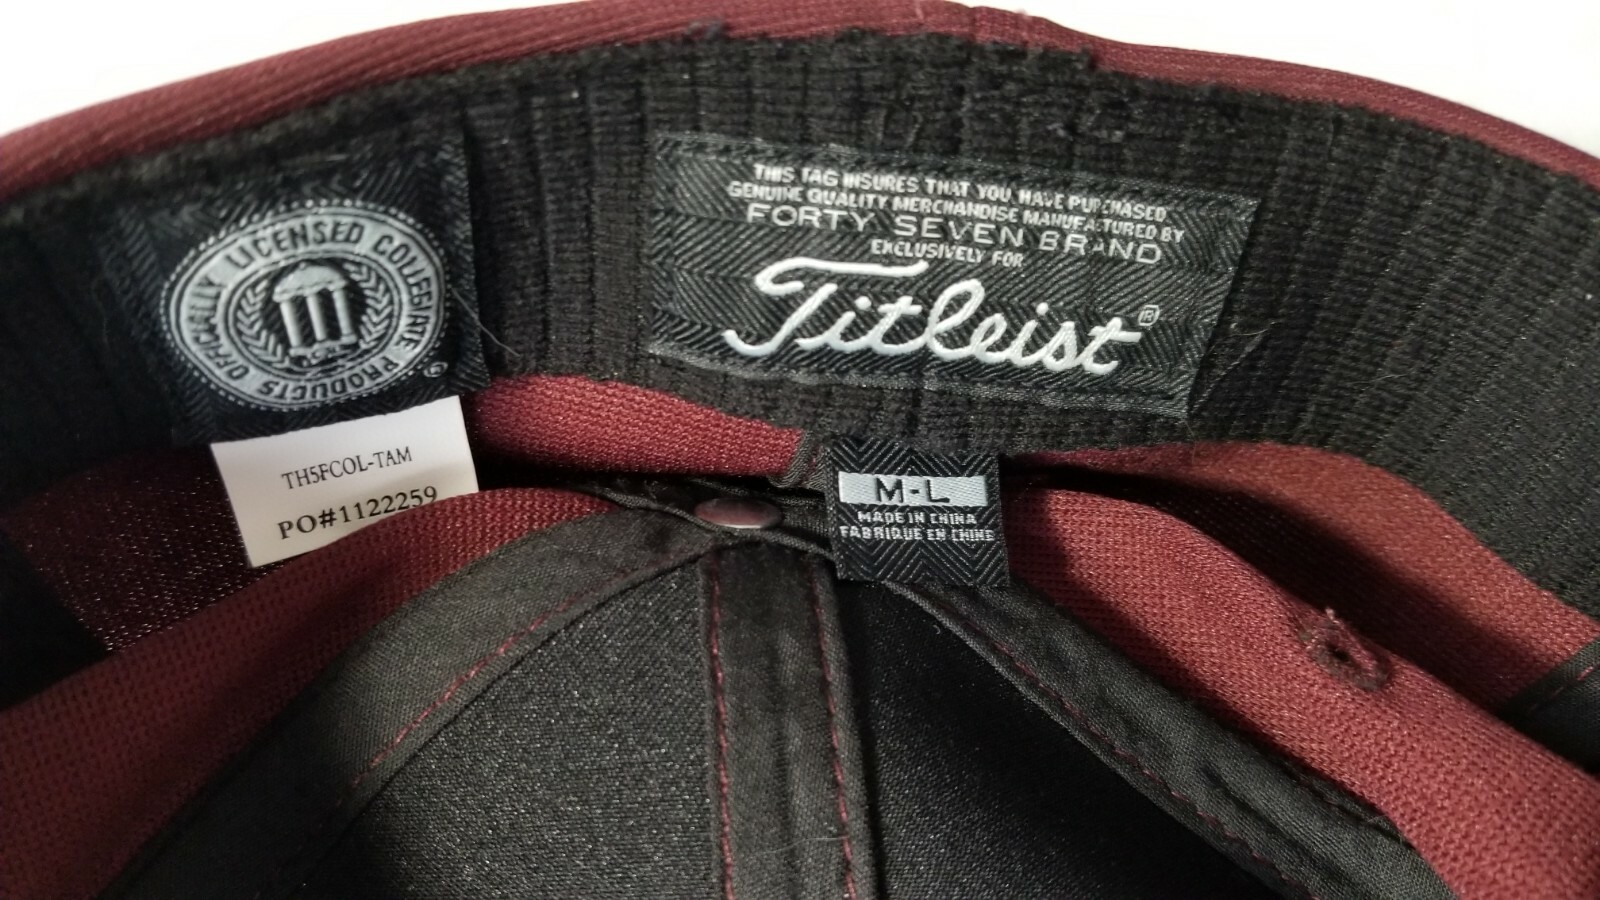 OFFICIALLY LICENSED COLLEGIATE PRODUCTS
TH5FCOL-TAM
PO#1122259
THIS TAG INSURES THAT YOU HAVE PURCHASED
GENUINE QUALITY MERCHANDISE MANUFACTURED BY
FORTY SEVEN BRAND
EXCLUSIVELY FOR
Titleist®
M-L
MADE IN CHINA
FABRIQUE EN CHINE